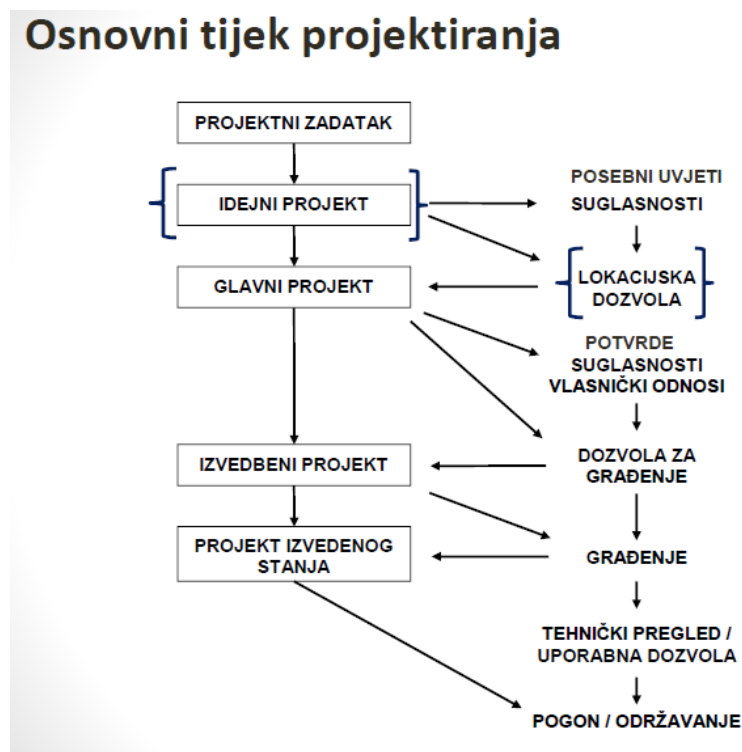 Osnovni tijek projektiranja
PROJEKTNI ZADATAK
IDEJNI PROJEKT
POSEBNI UVJETI
SUGLASNOSTI
GLAVNI PROJEKT
LOKACIJSKA
DOZVOLA
POTVRDE
SUGLASNOSTI
VLASNIČKI ODNOSI
IZVEDBENI PROJEKT
DOZVOLA ZA
GRAĐENJE
PROJEKT IZVEDENOG
STANJA
GRAĐENJE
TEHNIČKI PREGLED /
UPORABNA DOZVOLA
POGON / ODRŽAVANJE